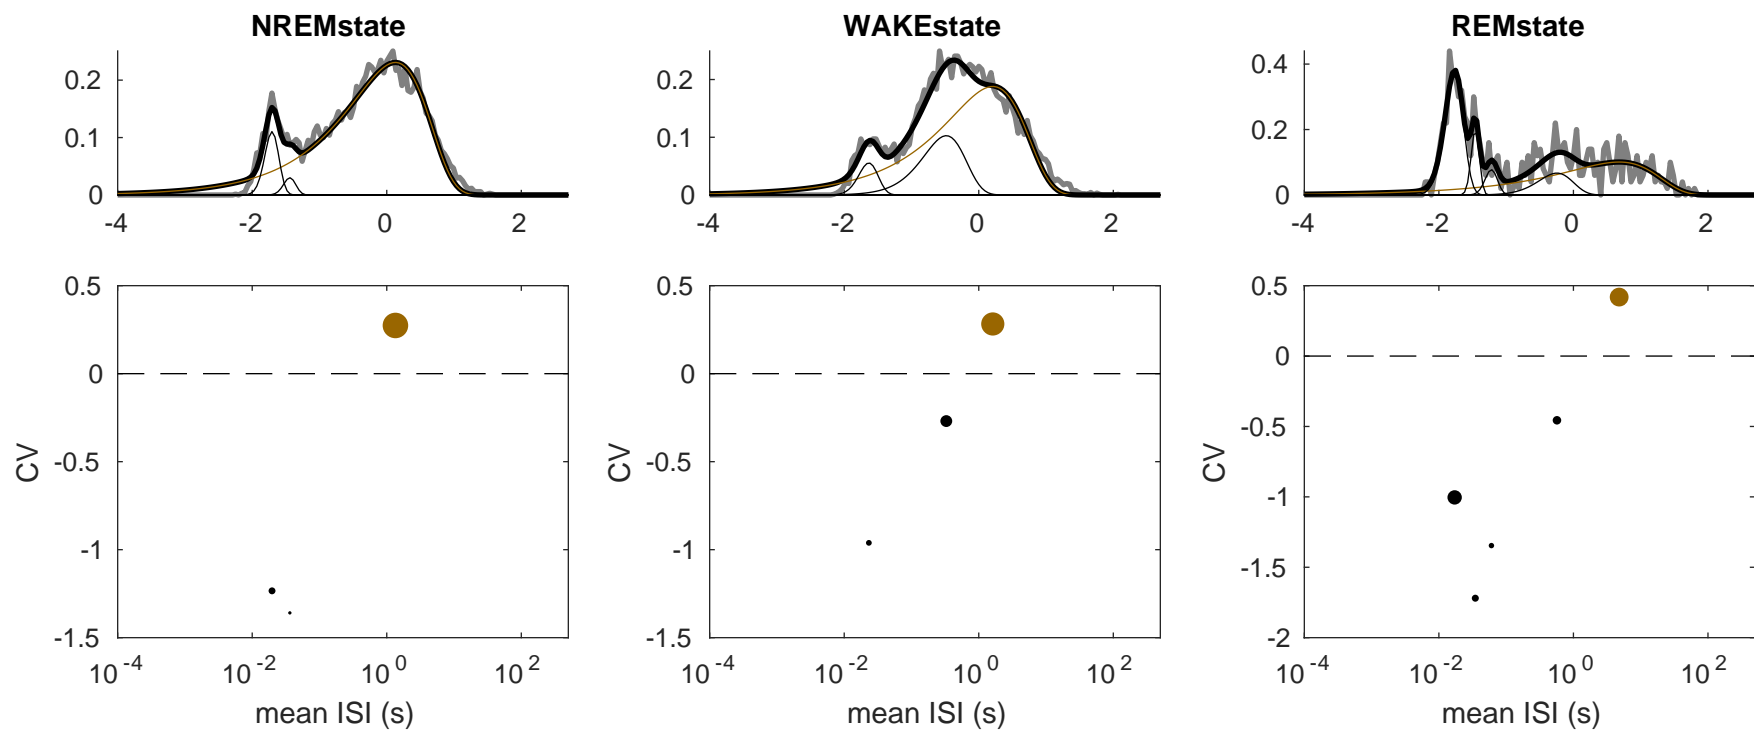 NREMstate WAKEstate REMstate
0.2 0.2 0.4
0.1 0.1 0.2
0 0 0
-4 -2 0 2 -4 -2 0 2 -4 -2 0 2
0.5 0.5 0.5
0 0 0
-0.5 -0.5 -0.5
-1 -1 -1
-1.5 -1.5 -1.5
-2
CV CV CV
10^-4 10^-2 10^0 10^2 10^-4 10^-2 10^0 10^2 10^-4 10^-2 10^0 10^2
mean ISI (s) mean ISI (s) mean ISI (s)